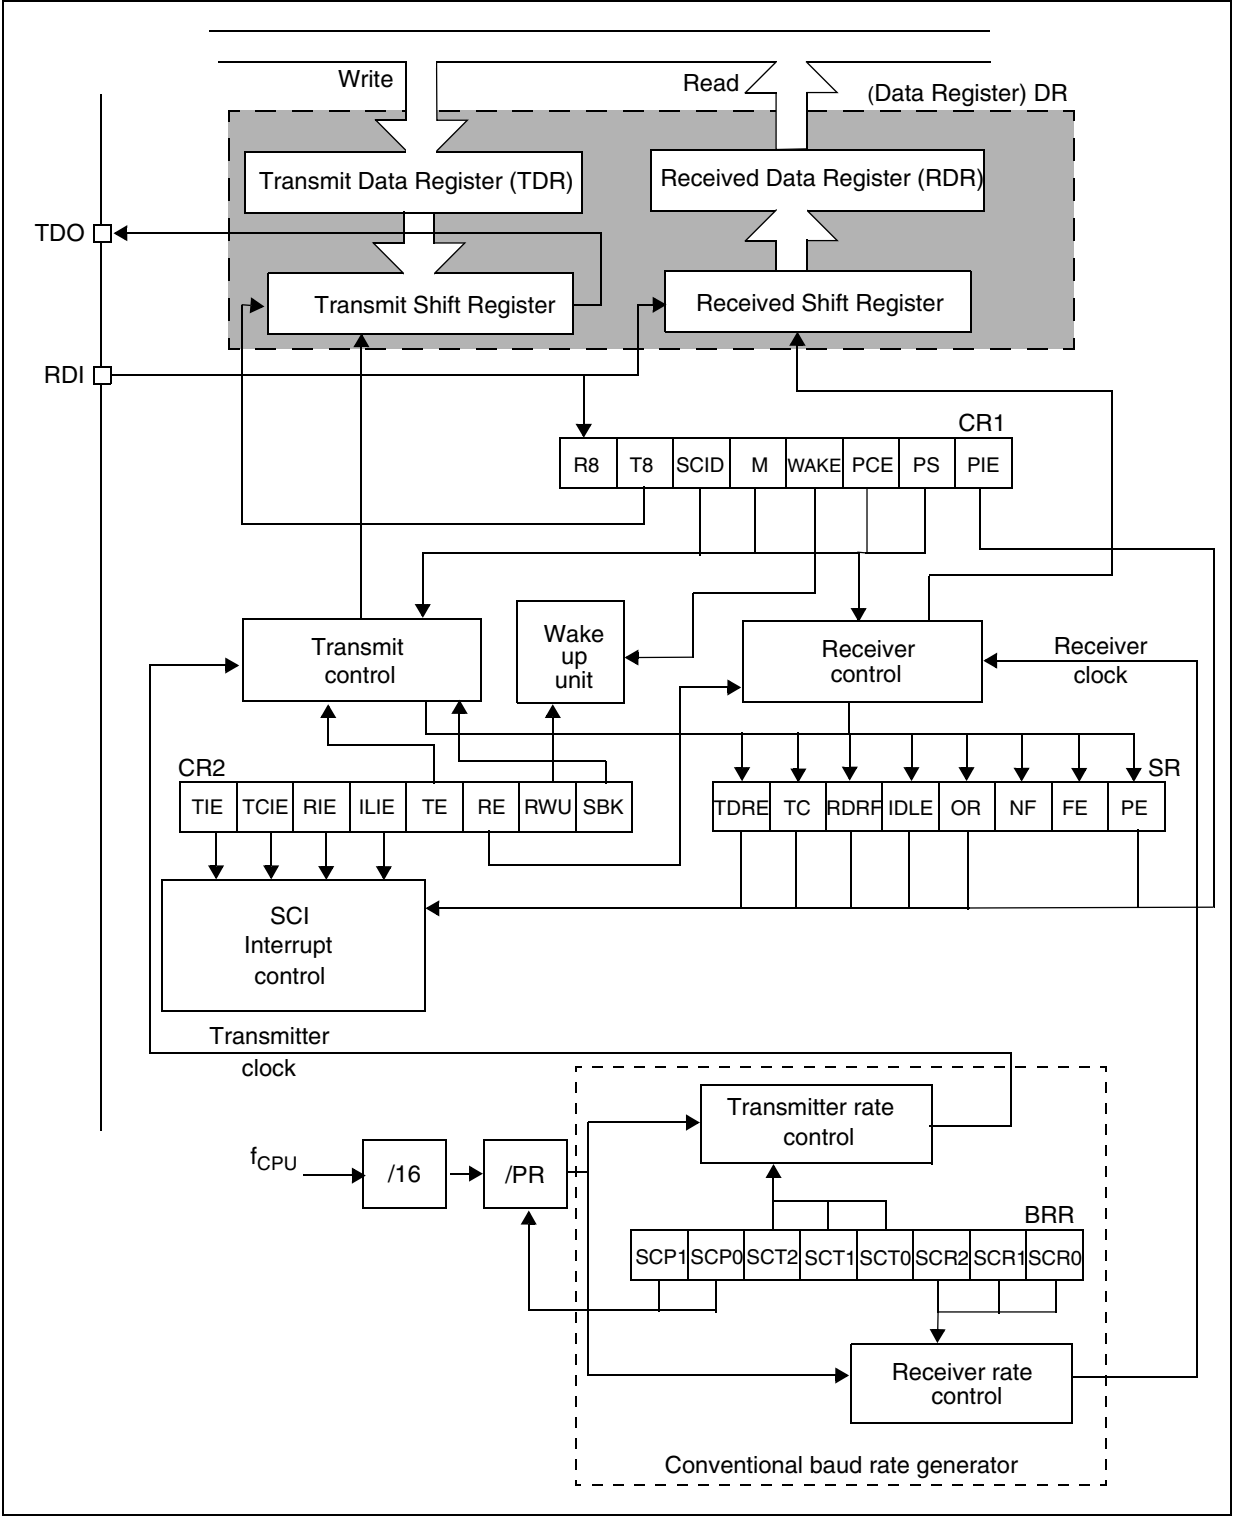 Write
Read
(Data Register) DR
Transmit Data Register (TDR)
Received Data Register (RDR)
TDO
Transmit Shift Register
Received Shift Register
RDI
CR1
R8 T8 SCID M WAKE PCE PS PIE
Transmit
control
Wake
up
unit
Receiver
control
Receiver
clock
CR2
TIE TCIE RIE ILIE TE RE RWU SBK
SR
TDRE TC RDRF IDLE OR NF FE PE
SCI
Interrupt
control
Transmitter
clock
Transmitter rate
control
fCPU
/16
/PR
BRR
SCP1 SCP0 SCT2 SCT1 SCT0 SCR2 SCR1 SCR0
Receiver rate
control
Conventional baud rate generator